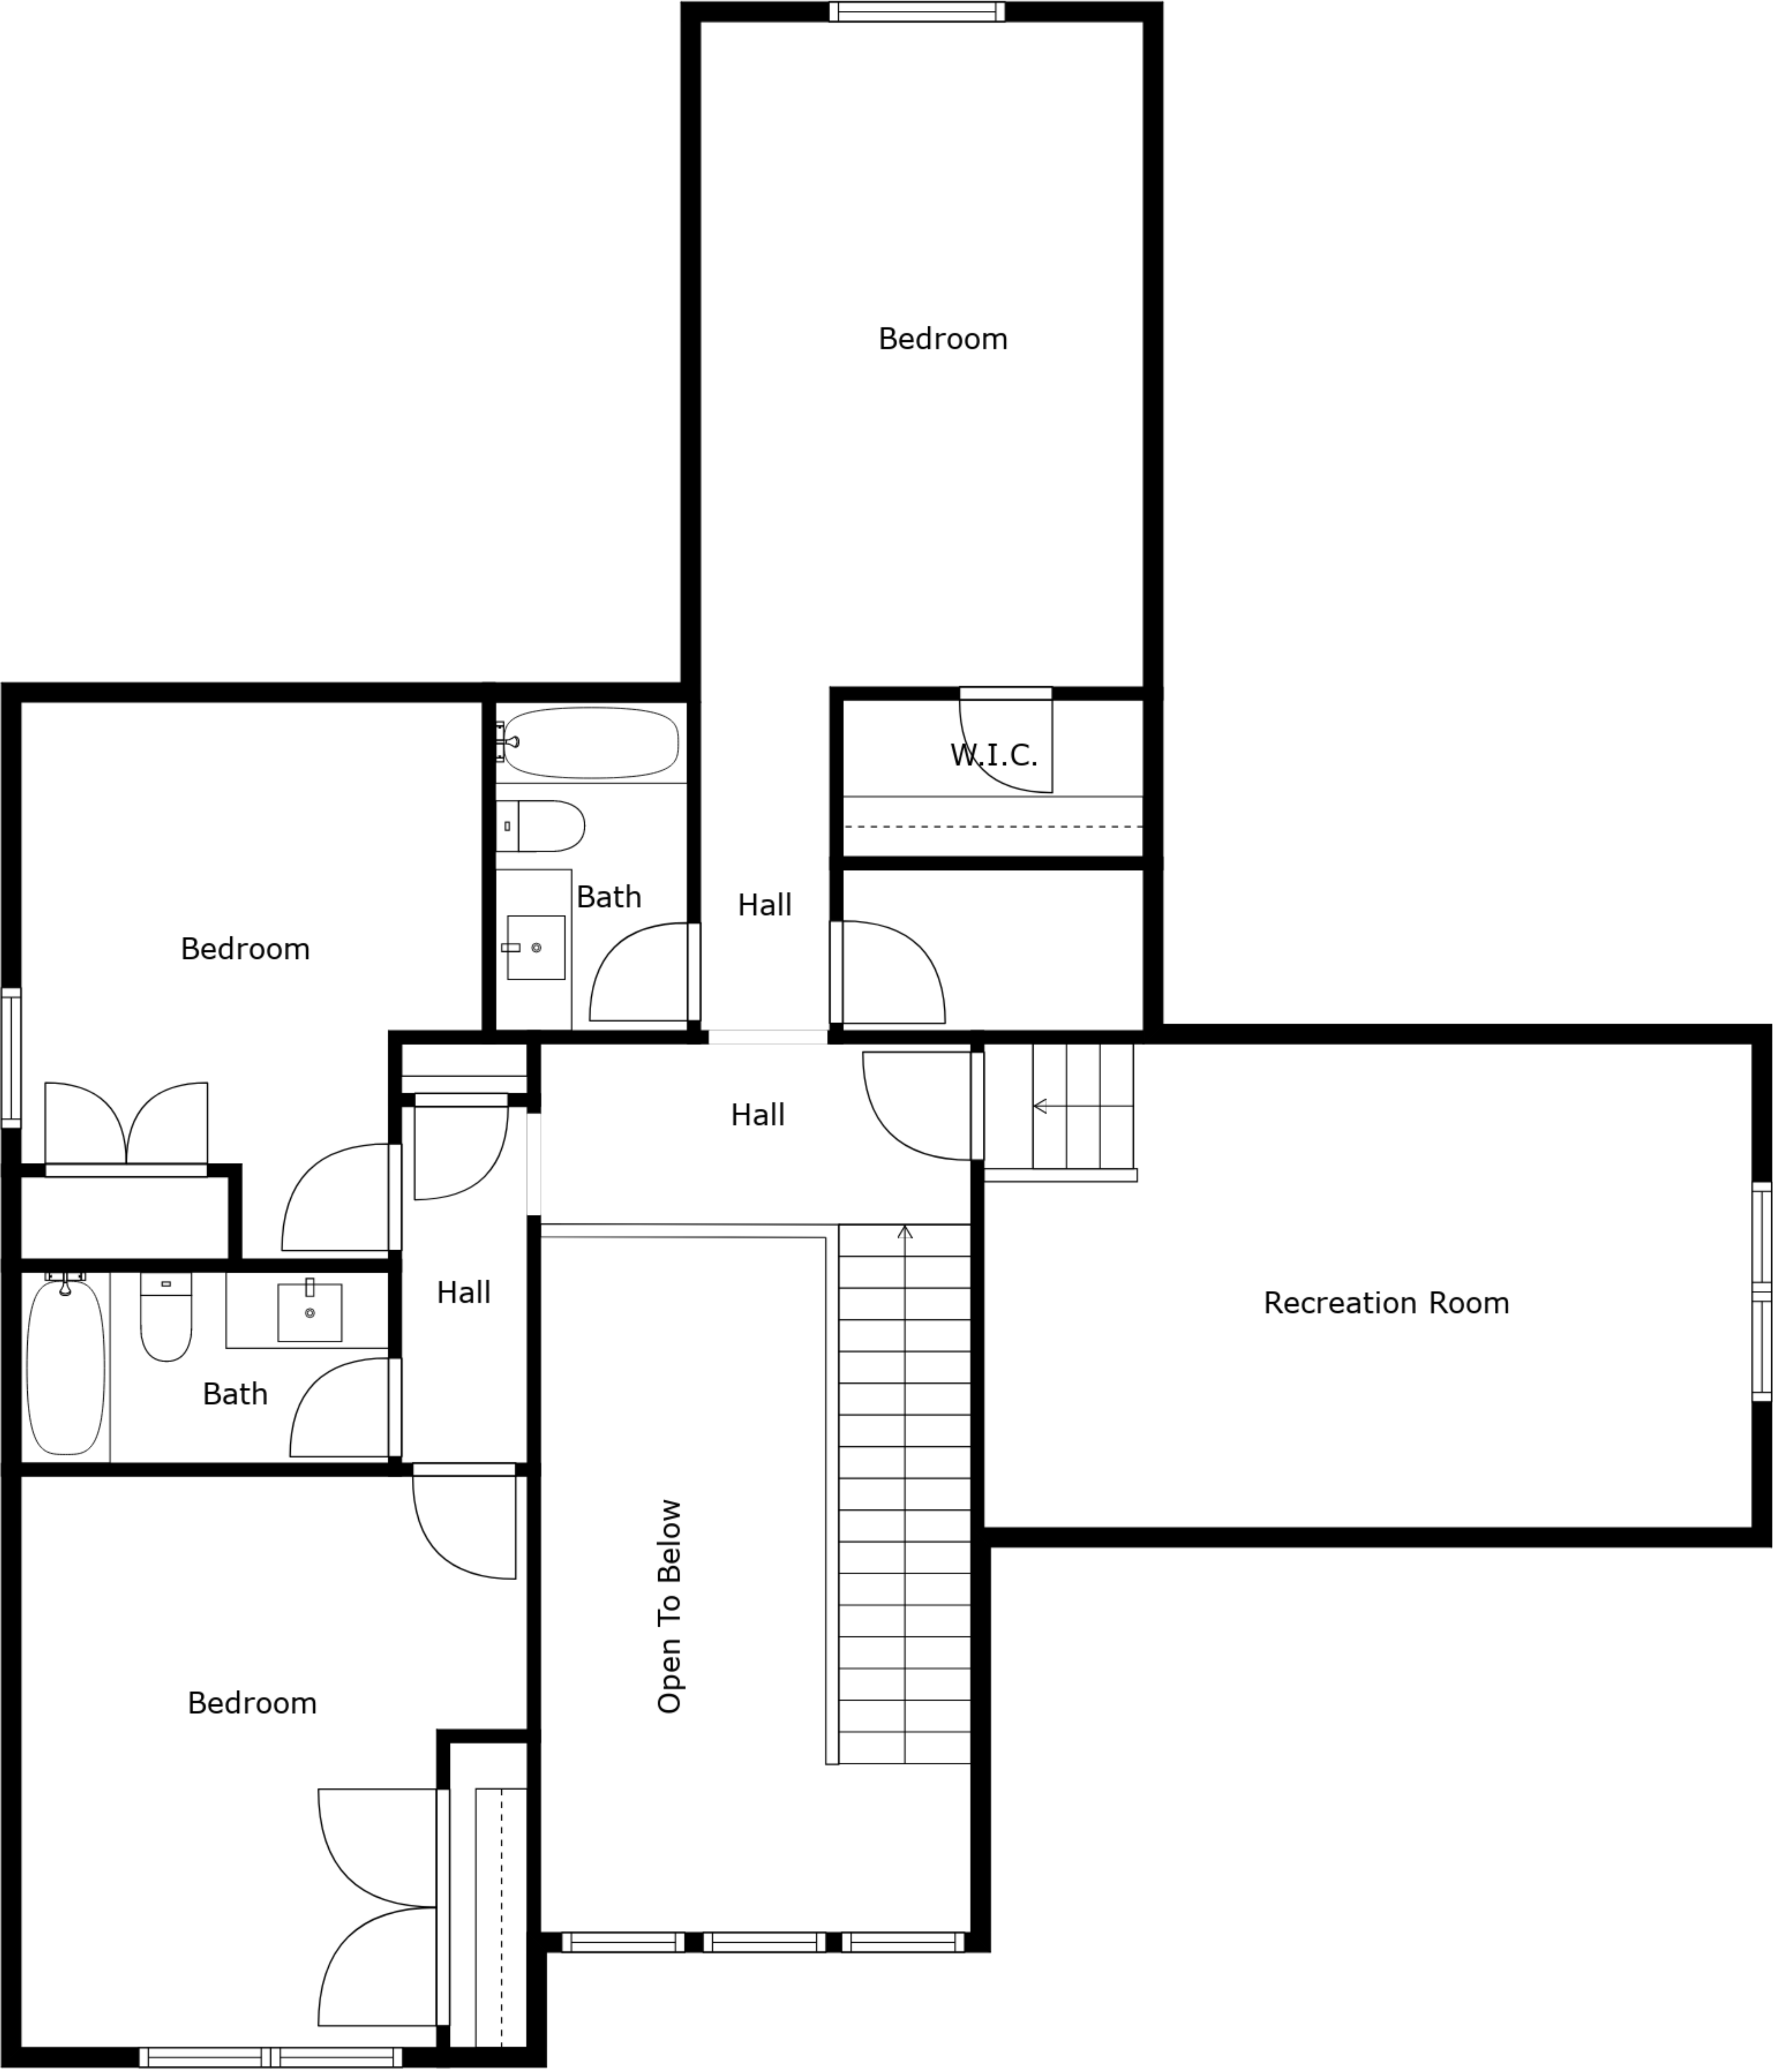 Bedroom
W.I.C.
Bath
Hall
Bedroom
Hall
Hall
Recreation Room
Bath
Open To Below
Bedroom